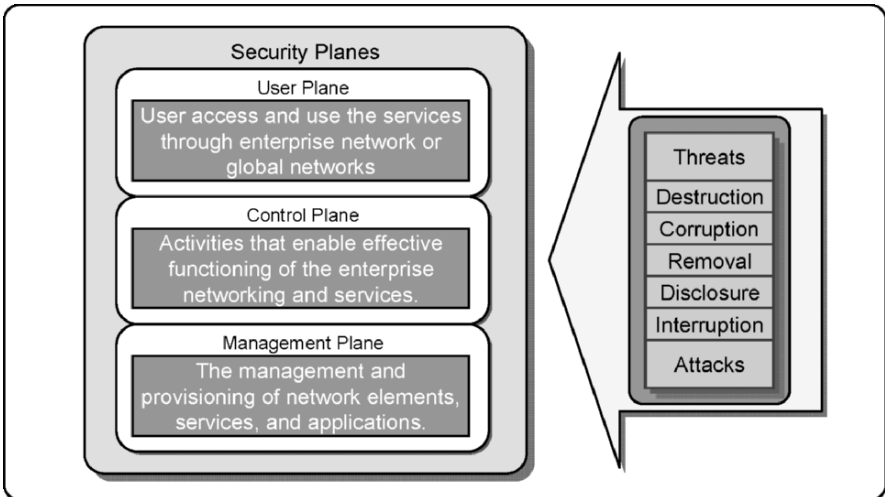 Security Planes
User Plane
User access and use the services
through enterprise network or
global networks
Control Plane
Activities that enable effective
functioning of the enterprise
networking and services.
Management Plane
The management and
provisioning of network elements,
services, and applications.
Threats
Destruction
Corruption
Removal
Disclosure
Interruption
Attacks